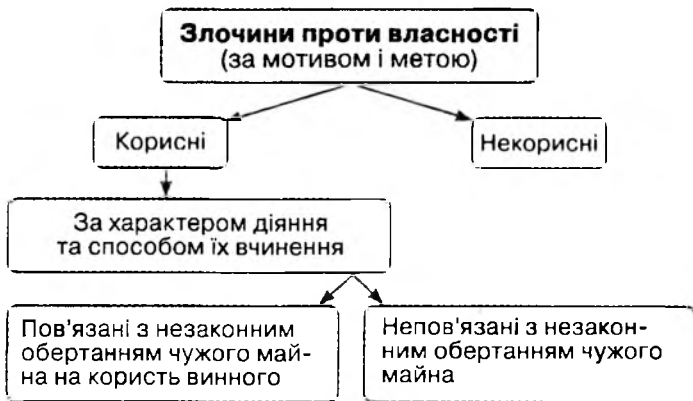 Злочини проти власності
(за мотивом і метою)
Корисні
Некорисні
За характером діяння
та способом їх вчинення
Пов'язані з незаконним
обертанням чужого май-
на на користь винного
Непов'язані з незакон-
ним обертанням чужого
майна